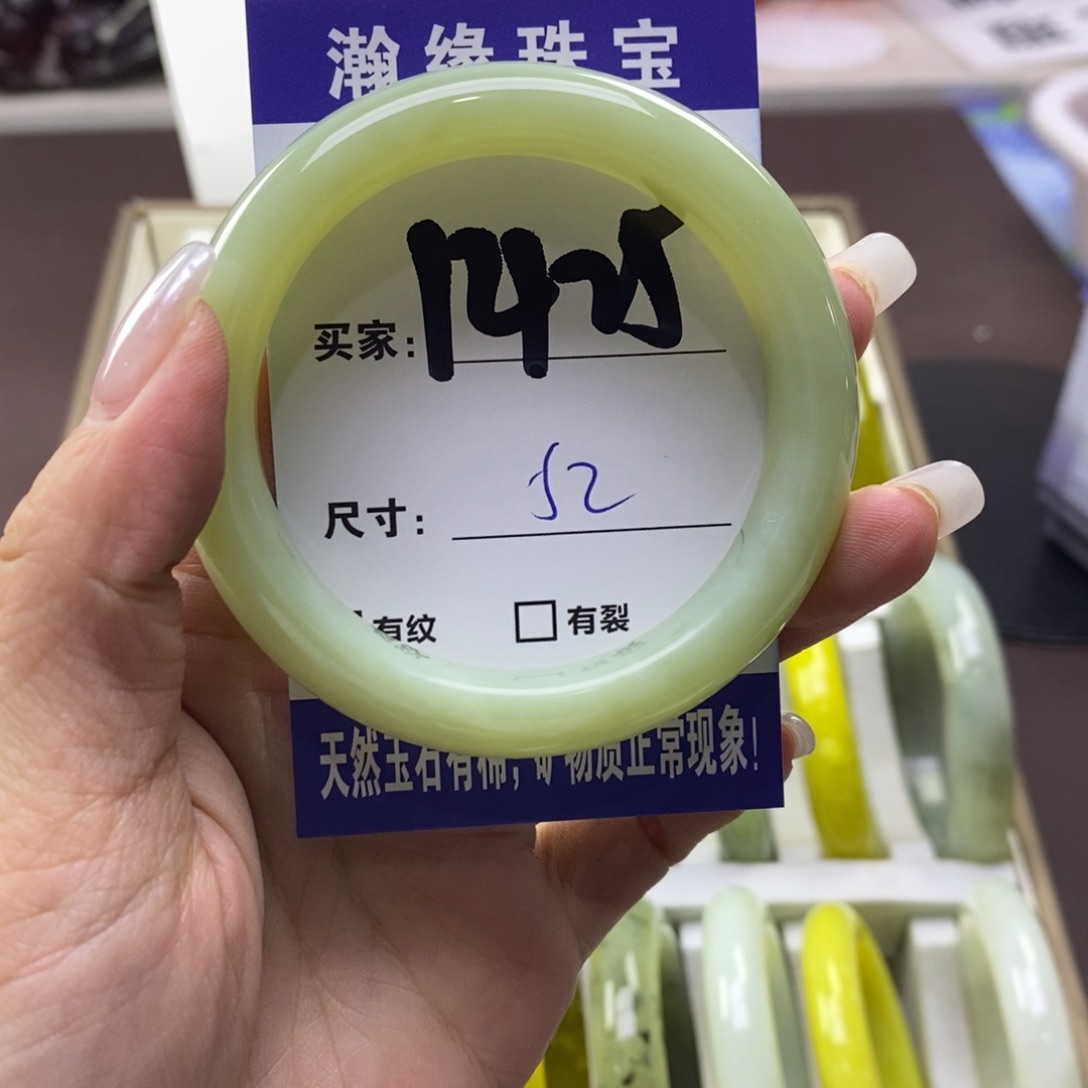 瀚缘珠宝
买家: 1425
尺寸: 52
有纹 □ 有裂
天然玉石有棉，矿物质正常现象!